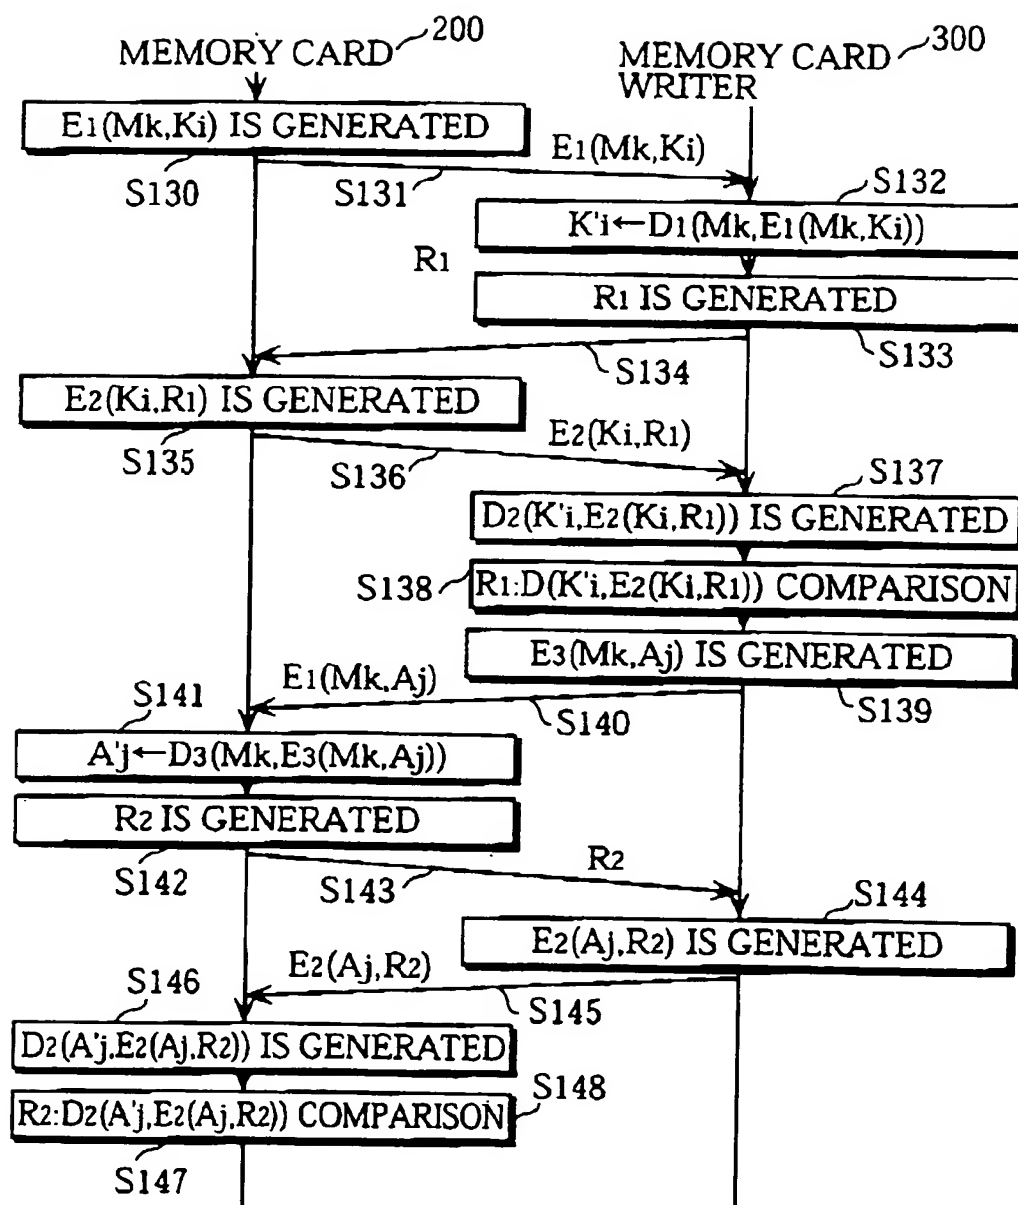 200
MEMORY CARD
300
MEMORY CARD
WRITER
E1(Mk,Ki) IS GENERATED
E1(Mk,Ki)
S130
S131
S132
K'i←D1(Mk,E1(Mk,Ki))
R1
R1 IS GENERATED
S133
S134
E2(Ki,R1) IS GENERATED
E2(Ki,R1)
S135
S136
S137
D2(K'i,E2(Ki,R1)) IS GENERATED
S138
R1:D(K'i,E2(Ki,R1)) COMPARISON
E3(Mk,Aj) IS GENERATED
E1(Mk,Aj)
S139
S140
S141
A'j←D3(Mk,E3(Mk,Aj))
R2 IS GENERATED
R2
S142
S143
S144
E2(Aj,R2) IS GENERATED
E2(Aj,R2)
S145
S146
D2(A'j,E2(Aj,R2)) IS GENERATED
S148
R2:D2(A'j,E2(Aj,R2)) COMPARISON
S147